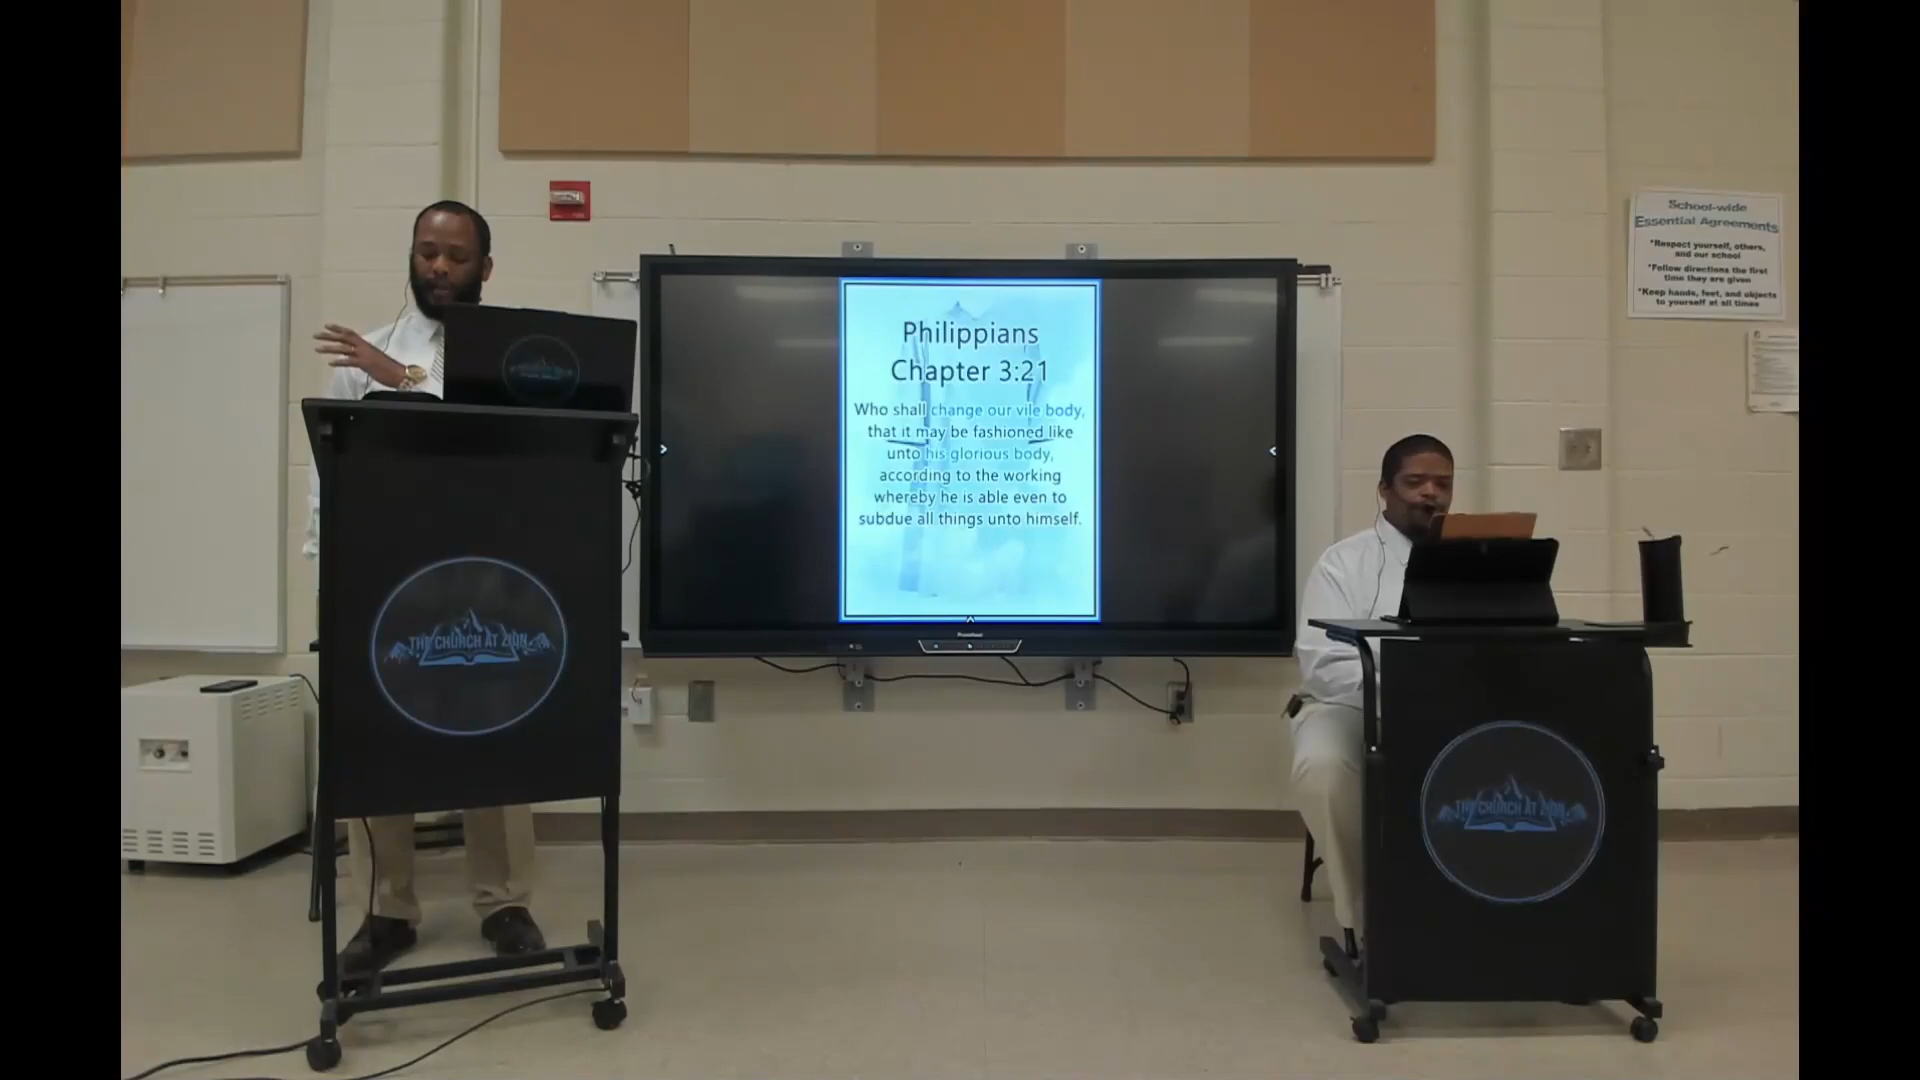 Philippians
Chapter 3:21
Who shall change our vile body,
that it may be fashioned like
unto his glorious body,
according to the working
whereby he is able even to
subdue all things unto himself.
School-wide
Essential Agreements
*Respect yourself, others,
and our school
*Follow directions the first
time they are given
*Keep hands, feet, and objects
to yourself at all times
THE CHURCH AT ZION
THE CHURCH AT ZION